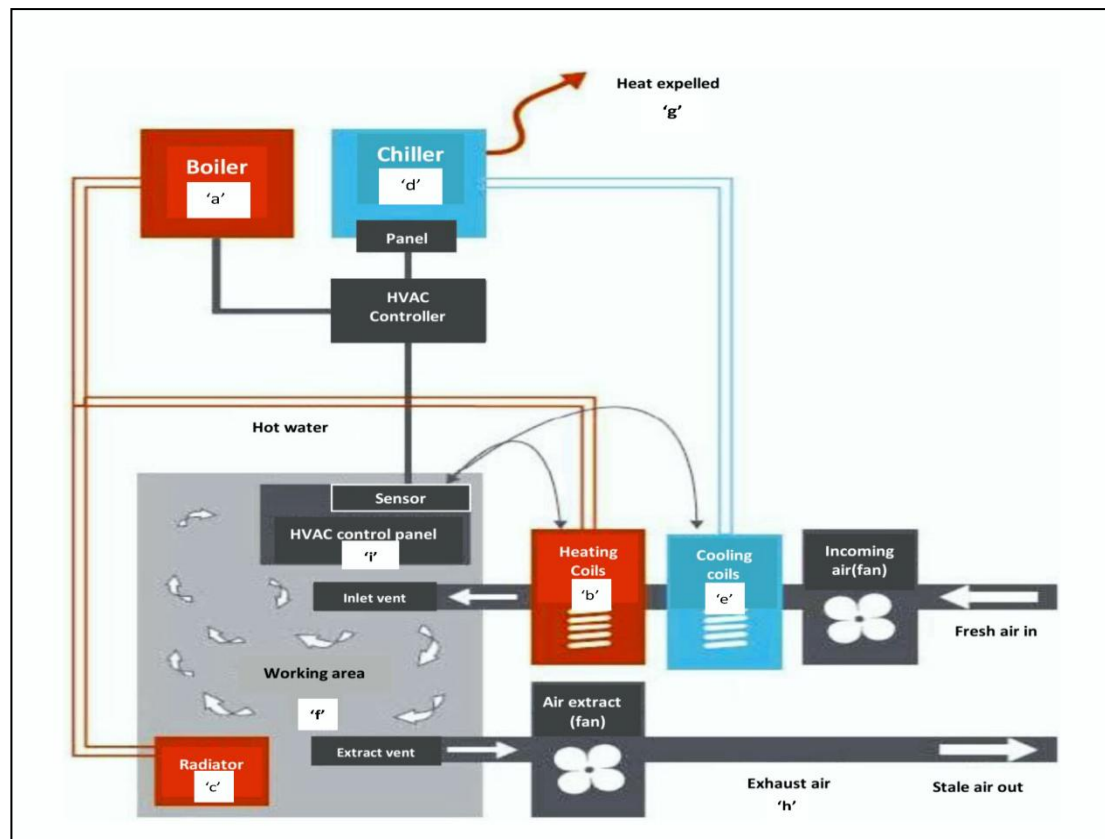 Heat expelled
‘g’
Boiler
‘a’
Chiller
‘d’
Panel
HVAC
Controller
Hot water
Sensor
HVAC control panel
‘i’
Inlet vent
Heating
Coils
‘b’
Cooling
coils
‘e’
Incoming
air(fan)
Fresh air in
Working area
‘f’
Air extract
(fan)
Extract vent
Radiator
‘c’
Exhaust air
‘h’
Stale air out